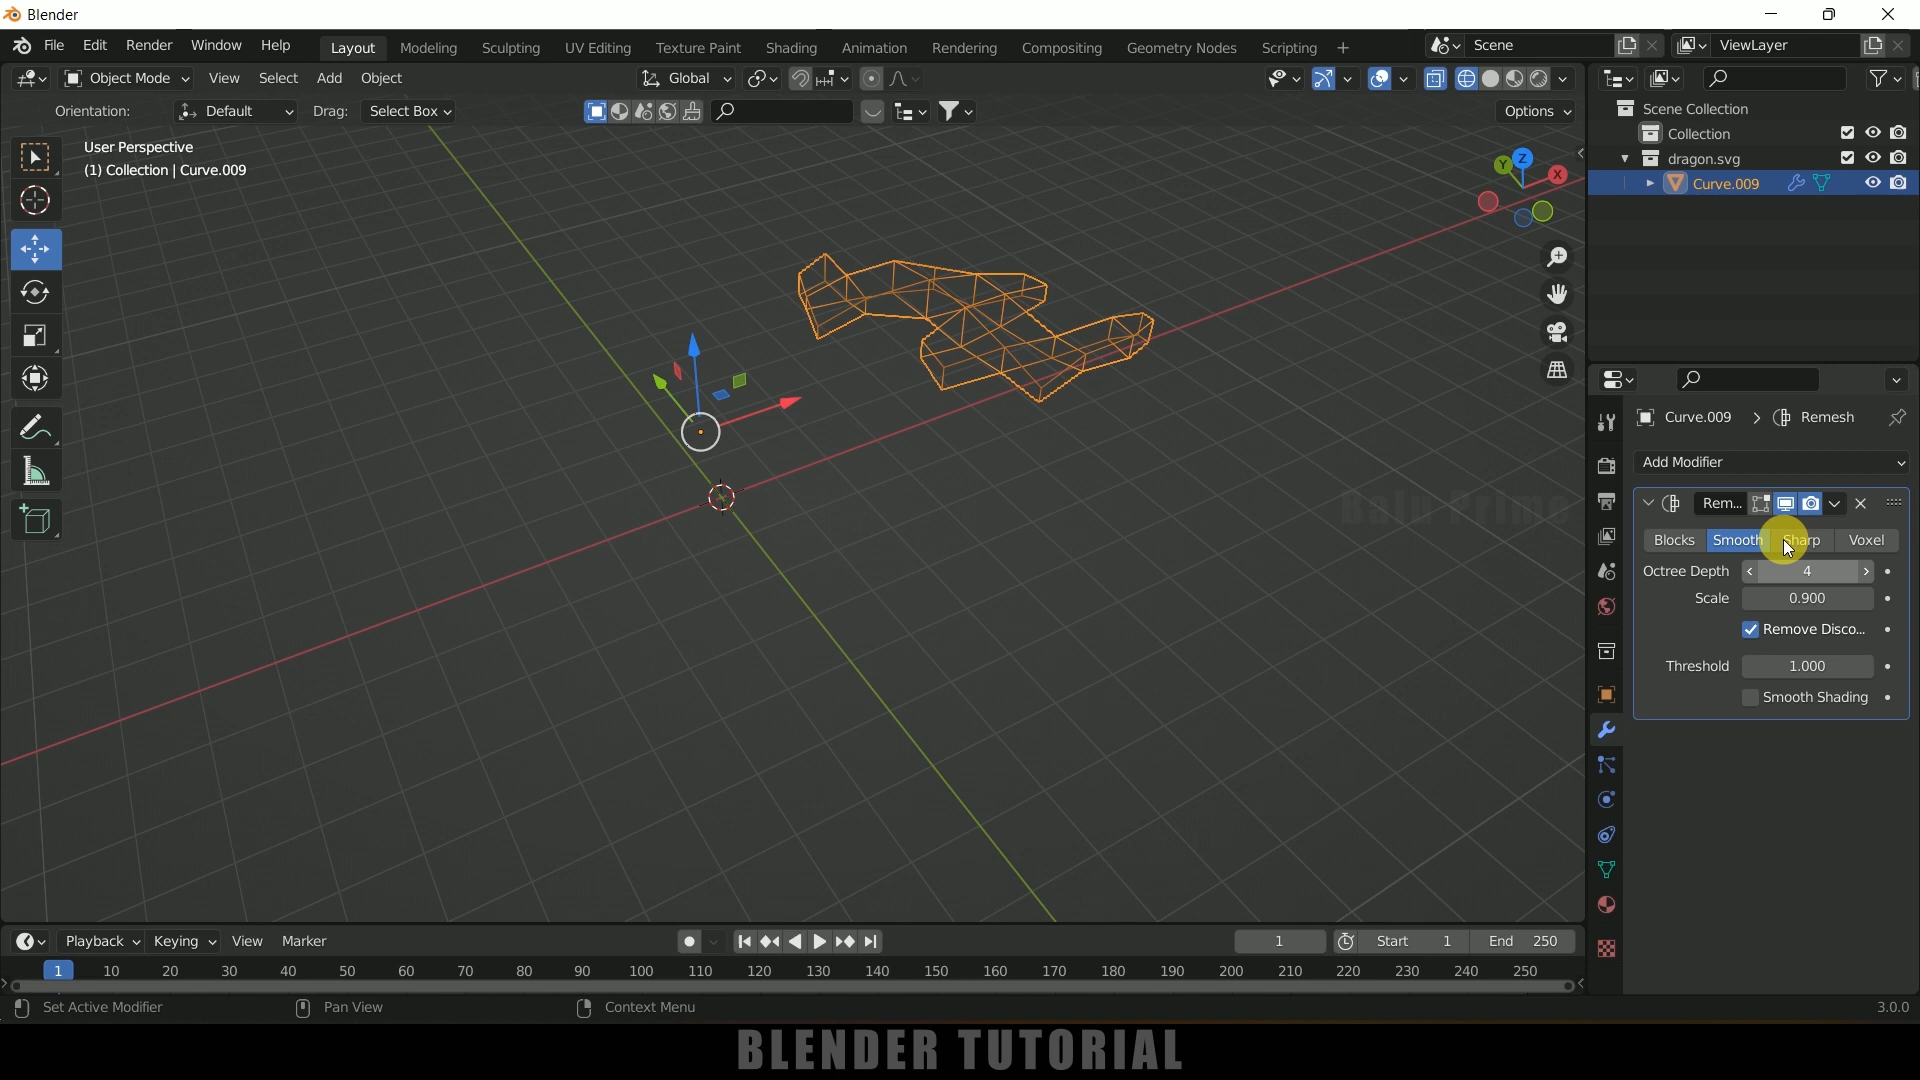 Blender
File Edit Render Window Help Layout Modeling Sculpting UV Editing Texture Paint Shading Animation Rendering Compositing Geometry Nodes Scripting + Scene ViewLayer
Object Mode View Select Add Object Global
Orientation: Default Drag: Select Box Options
User Perspective
(1) Collection | Curve.009
Z
Y
X
Scene Collection
Collection
dragon.svg
Curve.009
Curve.009 > Remesh
Add Modifier
Rem...
Blocks Smooth Sharp Voxel
Octree Depth 4
Scale 0.900
Remove Disco...
Threshold 1.000
Smooth Shading
Playback Keying View Marker 1 Start 1 End 250
1 10 20 30 40 50 60 70 80 90 100 110 120 130 140 150 160 170 180 190 200 210 220 230 240 250
Set Active Modifier Pan View Context Menu 3.0.0
BLENDER TUTORIAL